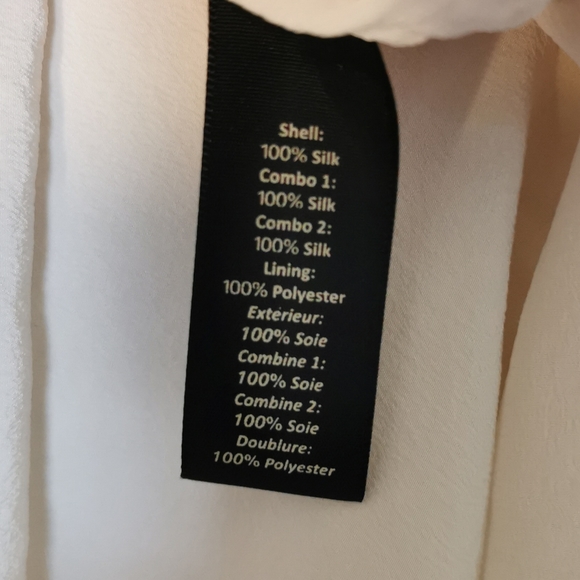 Shell:
100% Silk
Combo 1:
100% Silk
Combo 2:
100% Silk
Lining:
100% Polyester
Extérieur:
100% Soie
Combine 1:
100% Soie
Combine 2:
100% Soie
Doublure:
100% Polyester